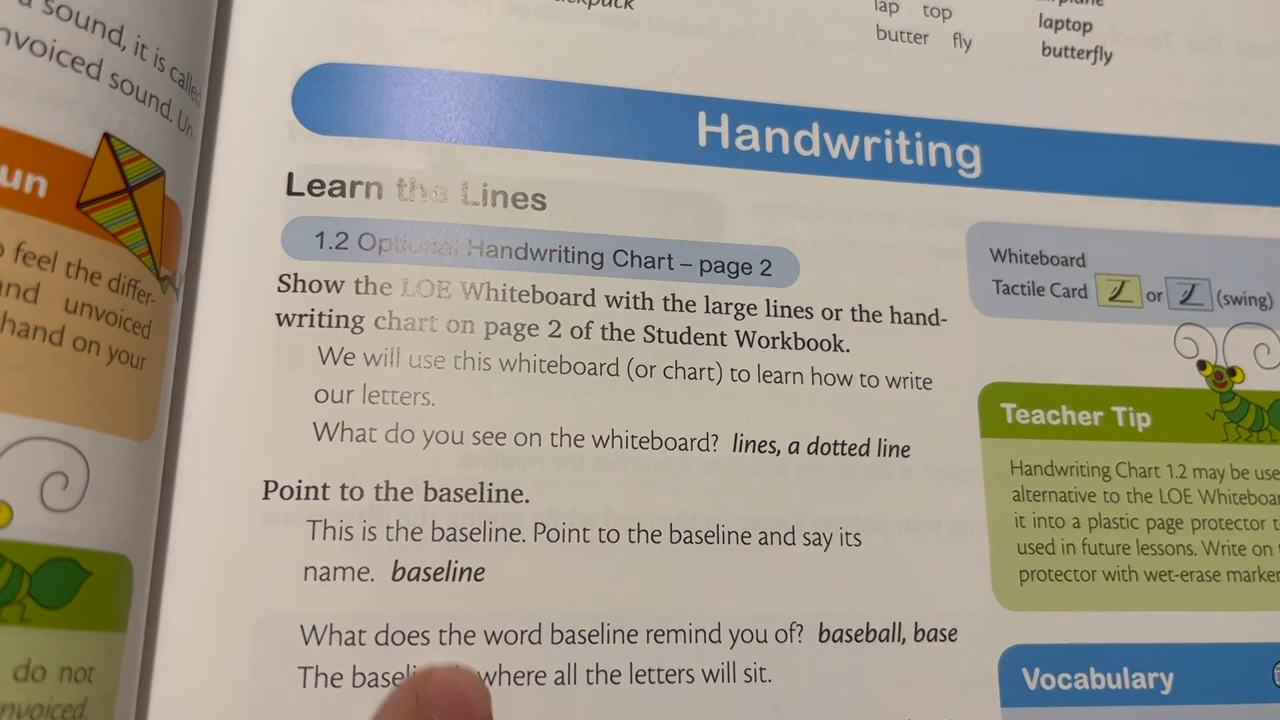 sound, it is
nvoiced sound.
un
feel the differ-
and unvoiced
hand on your
do not
nvoiced.
lap top
butter fly
laptop
butterfly
Handwriting
Learn the Lines
1.2 Optional Handwriting Chart – page 2
Show the LOE Whiteboard with the large lines or the hand-
writing chart on page 2 of the Student Workbook.
We will use this whiteboard (or chart) to learn how to write
our letters.
What do you see on the whiteboard? lines, a dotted line
Point to the baseline.
This is the baseline. Point to the baseline and say its
name. baseline
What does the word baseline remind you of? baseball, base
The where all the letters will sit.
Whiteboard
Tactile Card or (swing)
Teacher Tip
Handwriting Chart 1.2 may be use
alternative to the LOE Whiteboar
it into a plastic page protector t
used in future lessons. Write on
protector with wet-erase marker
Vocabulary